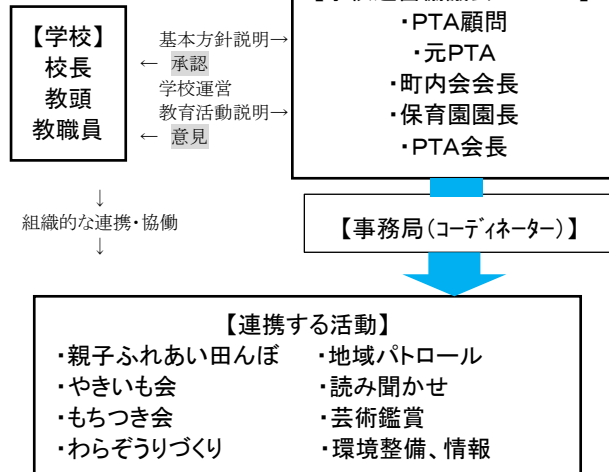 【学校】
校長
教頭
教職員
基本方針説明→
← 承認
学校運営
教育活動説明→
← 意見
・PTA顧問
・元PTA
・町内会会長
・保育園園長
・PTA会長
↓
組織的な連携・協働
↓
【事務局(コーディネーター)】
【連携する活動】
・親子ふれあい田んぼ ・地域パトロール
・やきいも会 ・読み聞かせ
・もちつき会 ・芸術鑑賞
・わらぞうりづくり ・環境整備、情報